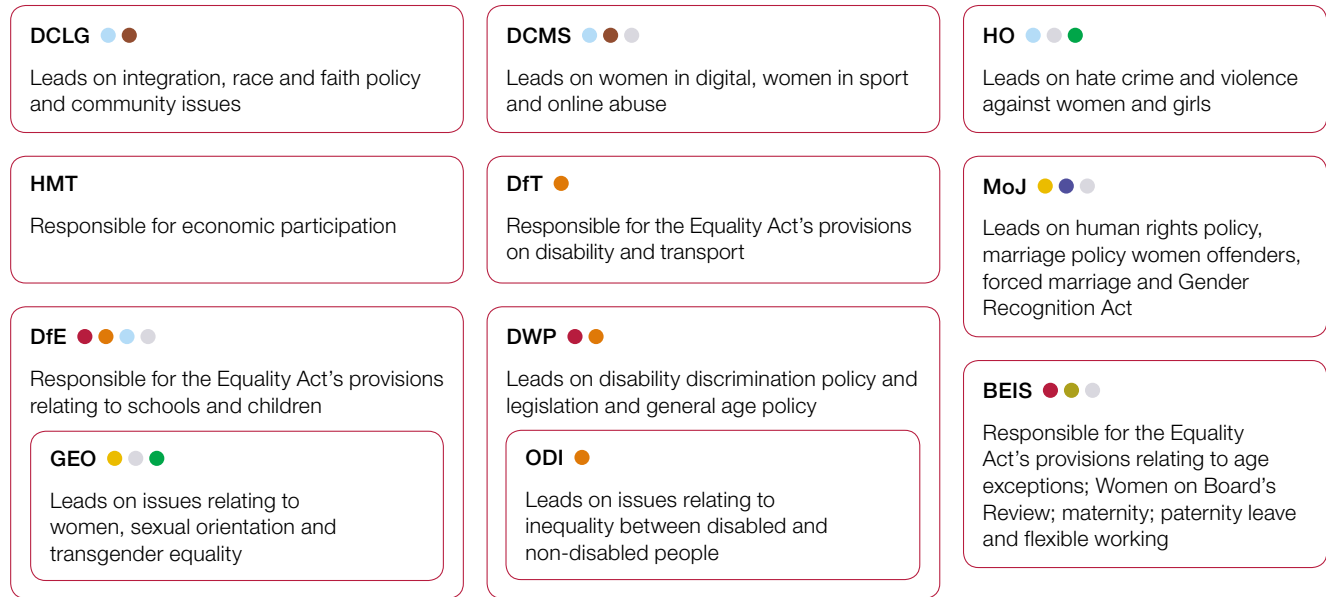 DCLG
Leads on integration, race and faith policy
and community issues
DCMS
Leads on women in digital, women in sport
and online abuse
HO
Leads on hate crime and violence
against women and girls
HMT
Responsible for economic participation
DfT
Responsible for the Equality Act’s provisions
on disability and transport
MoJ
Leads on human rights policy,
marriage policy women offenders,
forced marriage and Gender
Recognition Act
DfE
Responsible for the Equality Act’s provisions
relating to schools and children
GEO
Leads on issues relating to
women, sexual orientation and
transgender equality
DWP
Leads on disability discrimination policy and
legislation and general age policy
ODI
Leads on issues relating to
inequality between disabled and
non-disabled people
BEIS
Responsible for the Equality
Act’s provisions relating to age
exceptions; Women on Board’s
Review; maternity; paternity leave
and flexible working